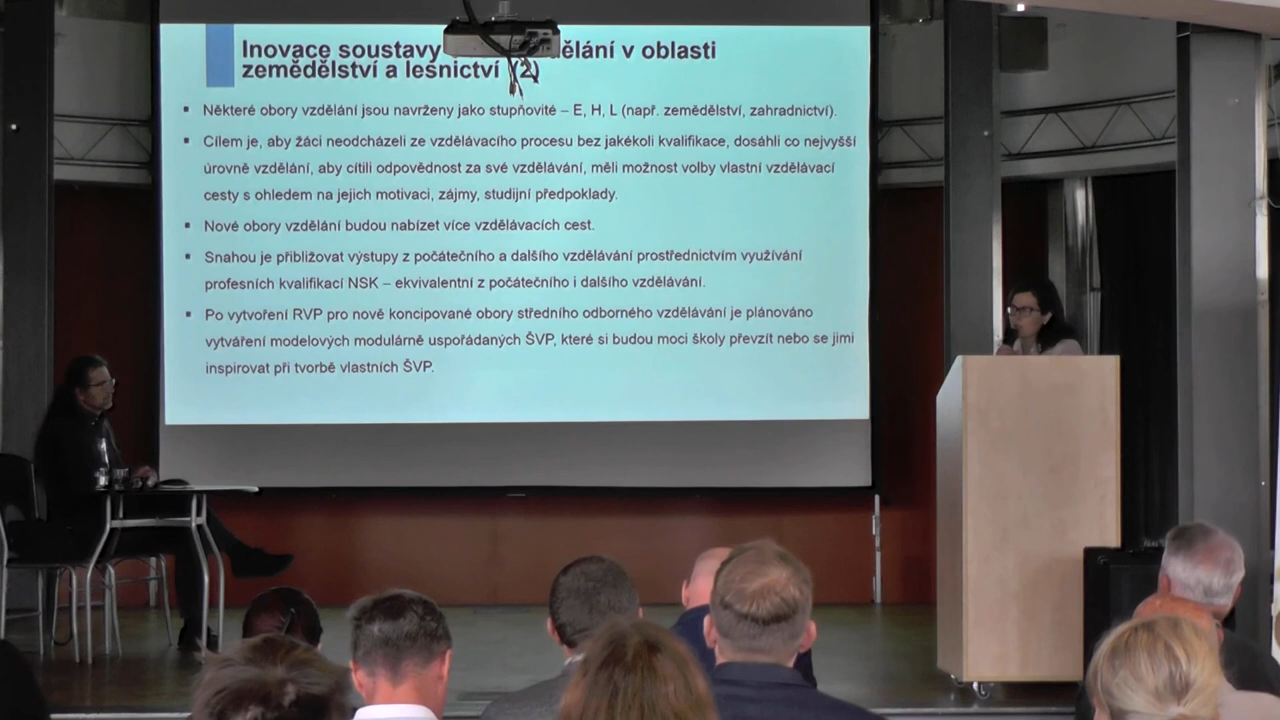 Inovace soustavy dělání v oblasti
zemědělství a lesnictví (2)
▪ Některé obory vzdělání jsou navrženy jako stupňovité – E, H, L (např. zemědělství, zahradnictví).
▪ Cílem je, aby žáci neodcházeli ze vzdělávacího procesu bez jakékoli kvalifikace, dosáhli co nejvyšší
úrovně vzdělání, aby cítili odpovědnost za své vzdělávání, měli možnost volby vlastní vzdělávací
cesty s ohledem na jejich motivaci, zájmy, studijní předpoklady.
▪ Nové obory vzdělání budou nabízet více vzdělávacích cest.
▪ Snahou je přibližovat výstupy z počátečního a dalšího vzdělávání prostřednictvím využívání
profesních kvalifikací NSK – ekvivalentní z počátečního i dalšího vzdělávání.
▪ Po vytvoření RVP pro nově koncipované obory středního odborného vzdělávání je plánováno
vytváření modelových modulárně uspořádaných ŠVP, které si budou moci školy převzít nebo se jimi
inspirovat při tvorbě vlastních ŠVP.